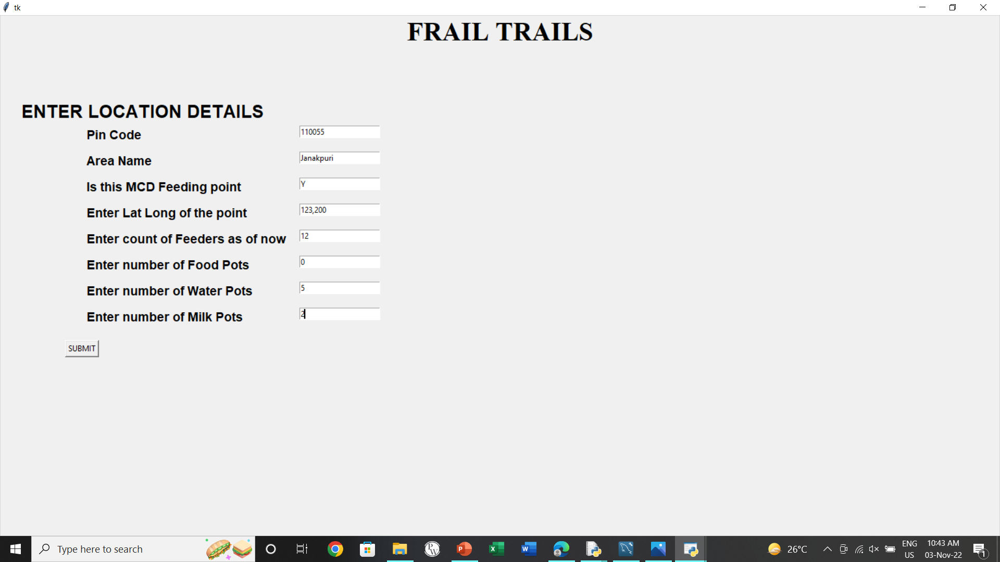 tk
FRAIL TRAILS
ENTER LOCATION DETAILS
Pin Code 110055
Area Name Janakpuri
Is this MCD Feeding point Y
Enter Lat Long of the point 123,200
Enter count of Feeders as of now 12
Enter number of Food Pots 0
Enter number of Water Pots 5
Enter number of Milk Pots 2
SUBMIT
Type here to search
PW
P
X
W
26°C
ENG
US
10:43 AM
03-Nov-22
1